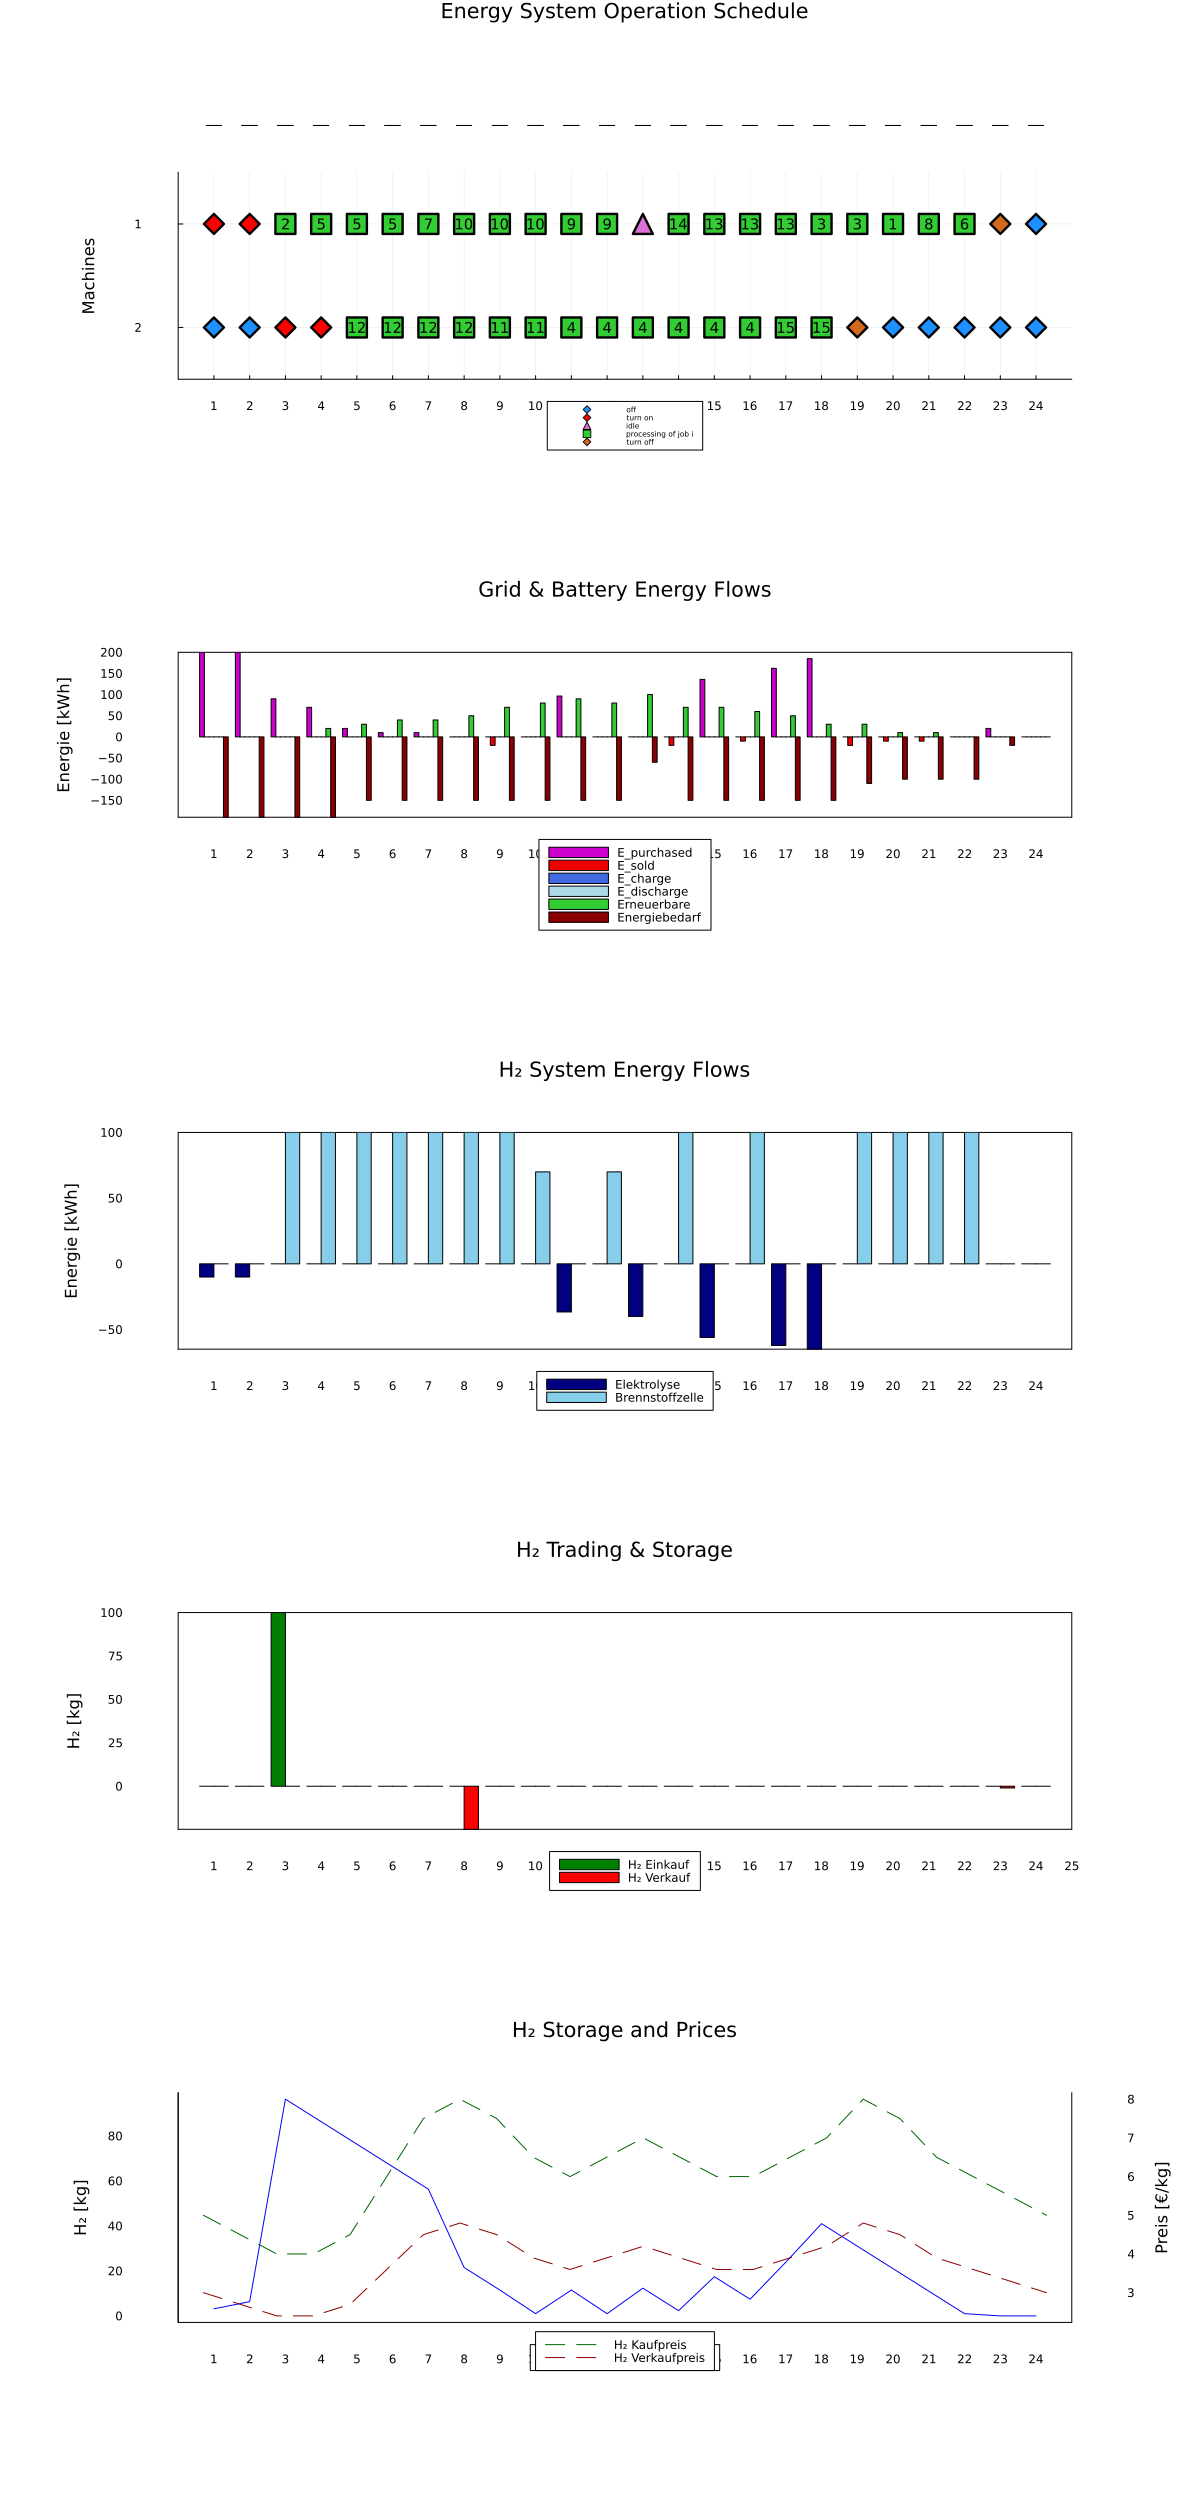 Energy System Operation Schedule
Machines
1
2 5 5 5 7 10 10 10 9 9 14 13 13 13 3 3 1 8 6
2
12 12 12 12 11 11 4 4 4 4 4 4 15 15
1 2 3 4 5 6 7 8 9 10 15 16 17 18 19 20 21 22 23 24
off
turn on
idle
processing of job i
turn off
Grid & Battery Energy Flows
Energie [kWh]
200
150
100
50
0
−50
−100
−150
1 2 3 4 5 6 7 8 9 10 15 16 17 18 19 20 21 22 23 24
E_purchased
E_sold
E_charge
E_discharge
Erneuerbare
Energiebedarf
H₂ System Energy Flows
Energie [kWh]
100
50
0
−50
1 2 3 4 5 6 7 8 9 16 17 18 19 20 21 22 23 24
Elektrolyse
Brennstoffzelle
H₂ Trading & Storage
H₂ [kg]
100
75
50
25
0
1 2 3 4 5 6 7 8 9 10 15 16 17 18 19 20 21 22 23 24 25
H₂ Einkauf
H₂ Verkauf
H₂ Storage and Prices
H₂ [kg]
80
60
40
20
0
8
7
6
5
4
3
Preis [€/kg]
1 2 3 4 5 6 7 8 9 16 17 18 19 20 21 22 23 24
H₂ Kaufpreis
H₂ Verkaufpreis